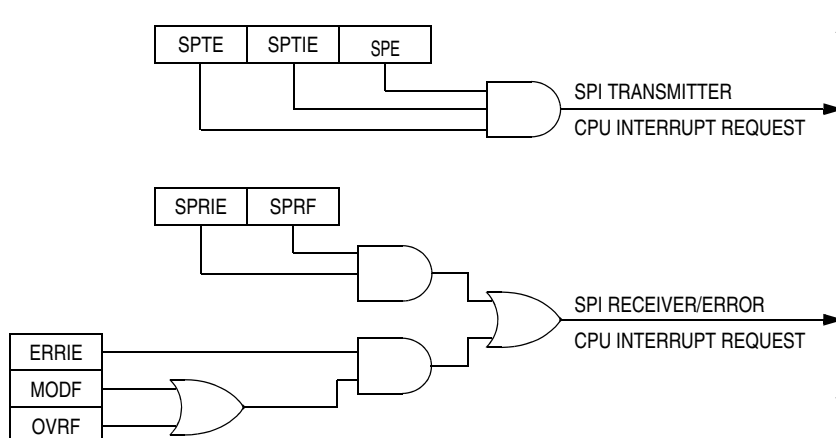 SPTE SPTIE SPE
SPI TRANSMITTER
CPU INTERRUPT REQUEST
SPRIE SPRF
SPI RECEIVER/ERROR
CPU INTERRUPT REQUEST
ERRIE
MODF
OVRF